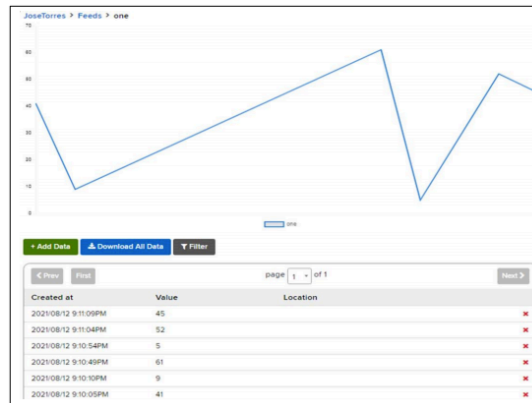 JoseTorres > Feeds > one
70
60
50
40
30
20
10
0
one
+ Add Data Download All Data Filter
< Prev First page 1 of 1 Next >
Created at Value Location
2021/08/12 9:11:09PM 45
2021/08/12 9:11:04PM 52
2021/08/12 9:10:54PM 5
2021/08/12 9:10:49PM 61
2021/08/12 9:10:10PM 9
2021/08/12 9:10:05PM 41